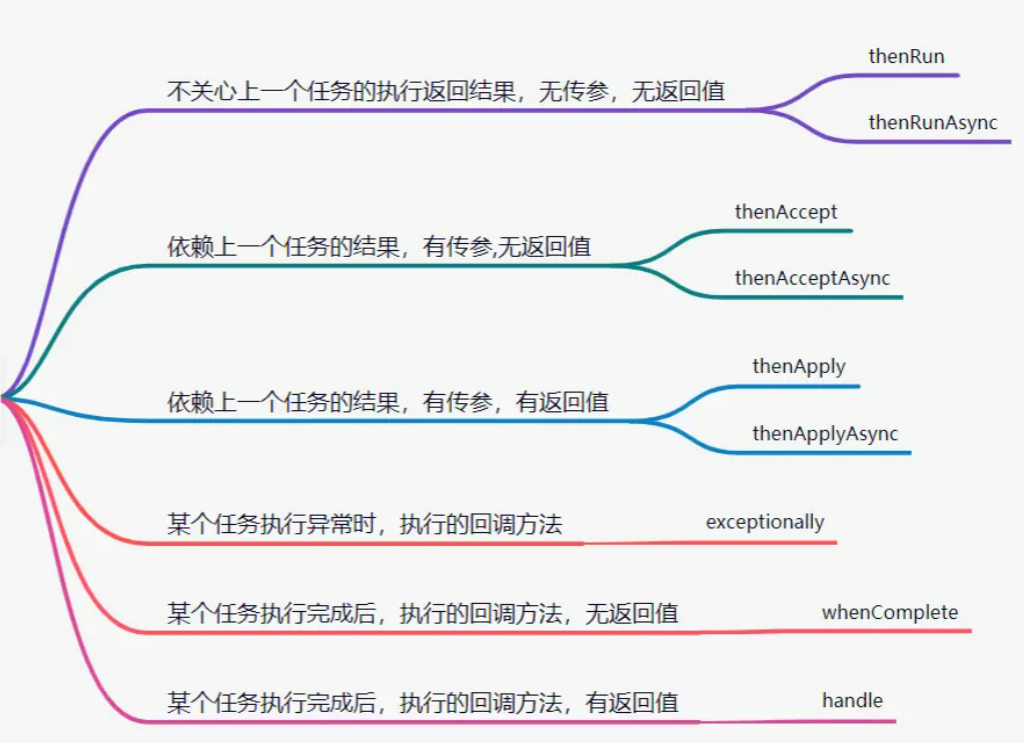 thenRun
不关心上一个任务的执行返回结果，无传参，无返回值
thenRunAsync
thenAccept
依赖上一个任务的结果，有传参,无返回值
thenAcceptAsync
thenApply
依赖上一个任务的结果，有传参，有返回值
thenApplyAsync
某个任务执行异常时，执行的回调方法
exceptionally
某个任务执行完成后，执行的回调方法，无返回值
whenComplete
某个任务执行完成后，执行的回调方法，有返回值
handle